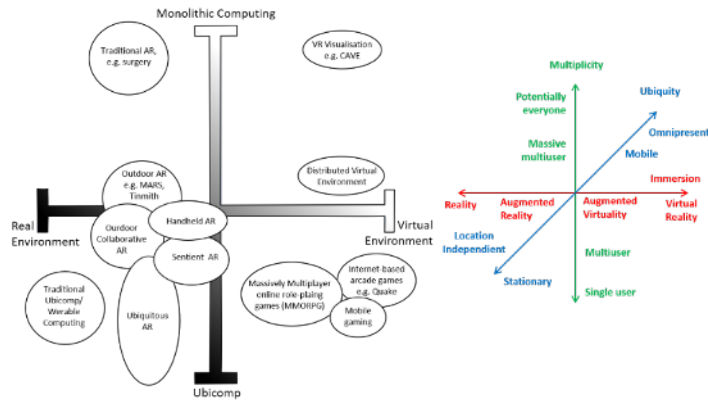 Monolithic Computing
Traditional AR,
e.g. surgery
VR Visualisation
e.g. CAVE
Outdoor AR
e.g. MARS,
Tinmith
Distributed Virtual
Environment
Real
Environment
Handheld AR
Virtual
Environment
Ourdoor
Collaborative
AR
Sentient AR
Traditional
Ubicomp/
Werable
Computing
Ubiquitous
AR
Massively Multiplayer
online role-plaing
games (MMORPG)
Internet-based
arcade games
e.g. Quake
Mobile
gaming
Ubicomp
Multiplicity
Ubiquity
Potentially
everyone
Omnipresent
Massive
multiuser
Mobile
Immersion
Reality
Augmented
Reality
Augmented
Virtuality
Virtual
Reality
Location
Independent
Stationary
Multiuser
Single user